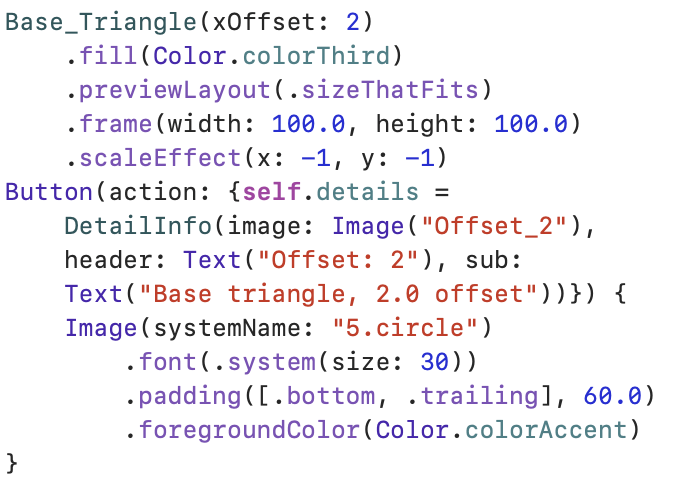 Base_Triangle(xOffset: 2)
.fill(Color.colorThird)
.previewLayout(.sizeThatFits)
.frame(width: 100.0, height: 100.0)
.scaleEffect(x: -1, y: -1)
Button(action: {self.details =
DetailInfo(image: Image("Offset_2"),
header: Text("Offset: 2"), sub:
Text("Base triangle, 2.0 offset"))}) {
Image(systemName: "5.circle")
.font(.system(size: 30))
.padding([.bottom, .trailing], 60.0)
.foregroundColor(Color.colorAccent)
}